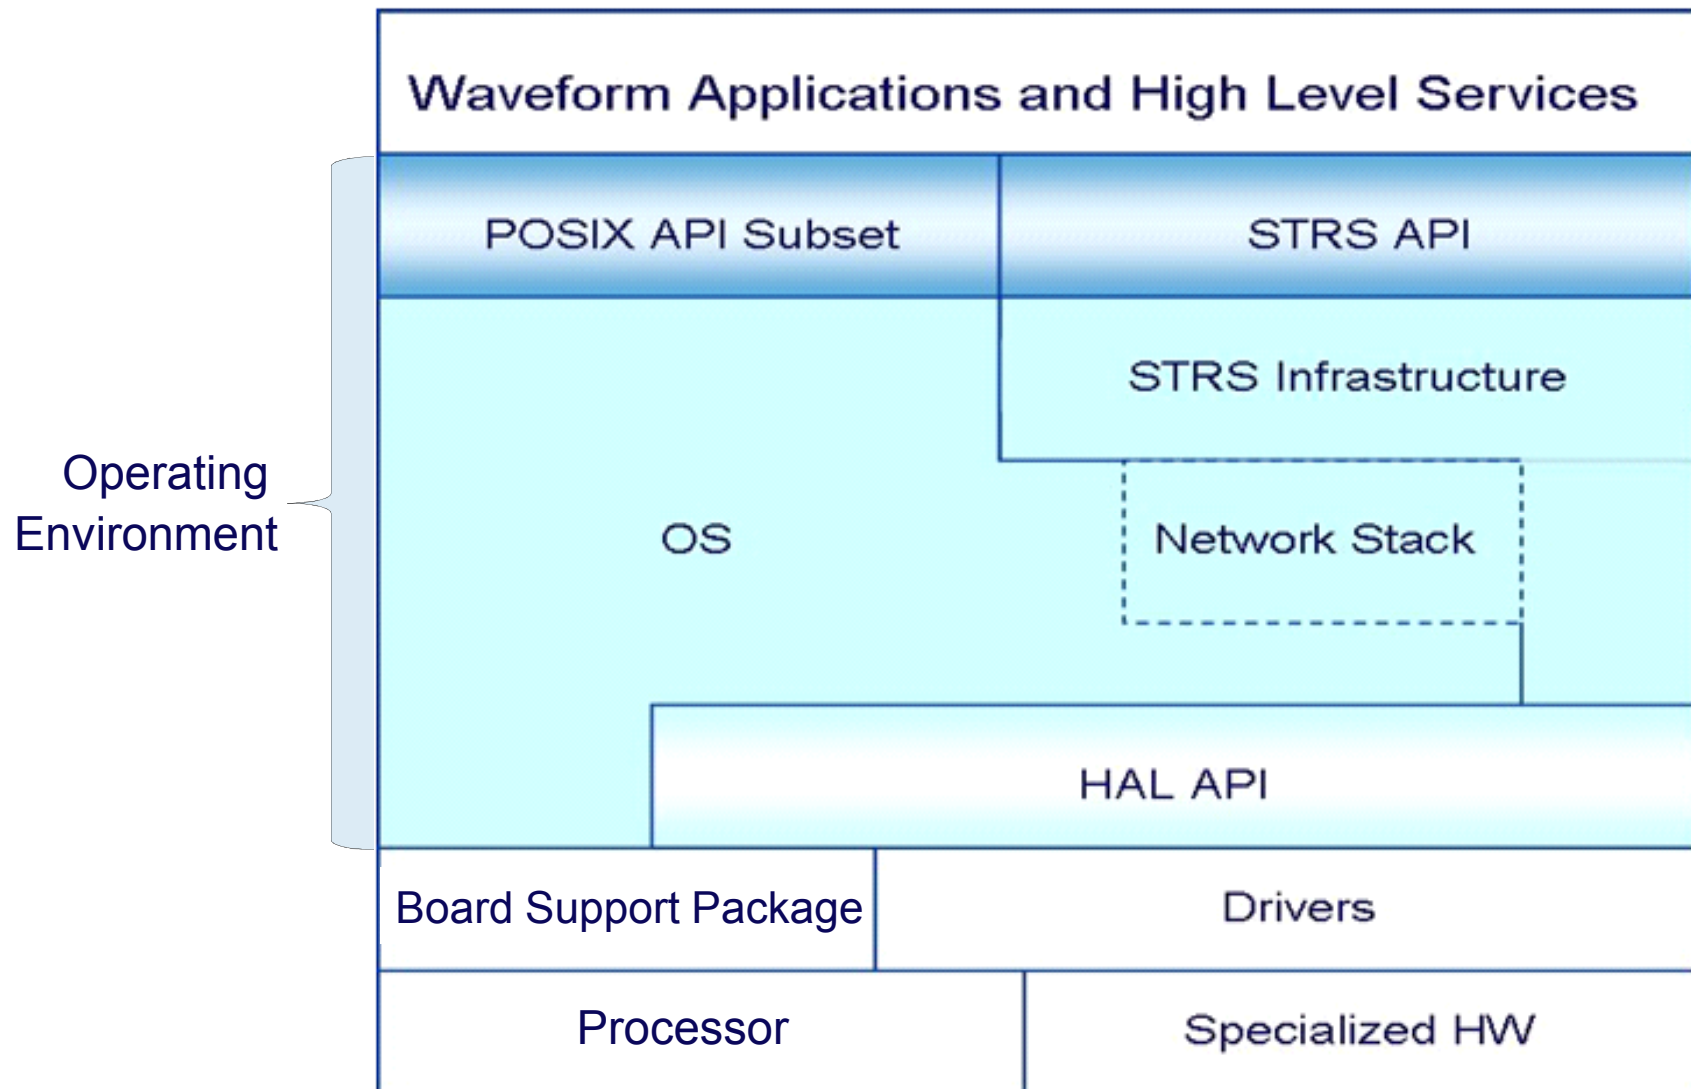 Waveform Applications and High Level Services
POSIX API Subset
STRS API
STRS Infrastructure
Operating
Environment
OS
Network Stack
HAL API
Board Support Package
Drivers
Processor
Specialized HW